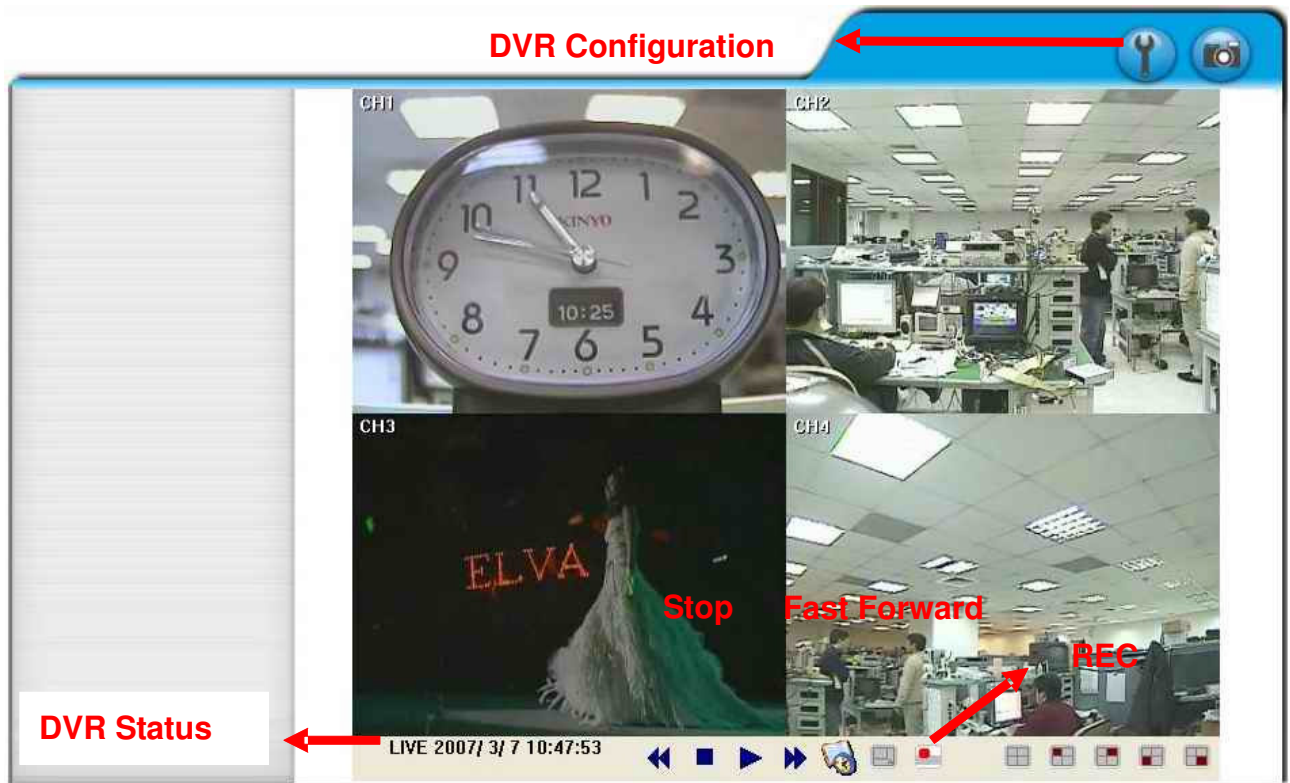 DVR Configuration
CH1
CH2
11 12 1
10 2
KINYO
9 3
10:25
8 4
7 6 5
CH3
CH4
ELVA
Stop Fast Forward
REC
DVR Status
LIVE 2007/ 3/ 7 10:47:53